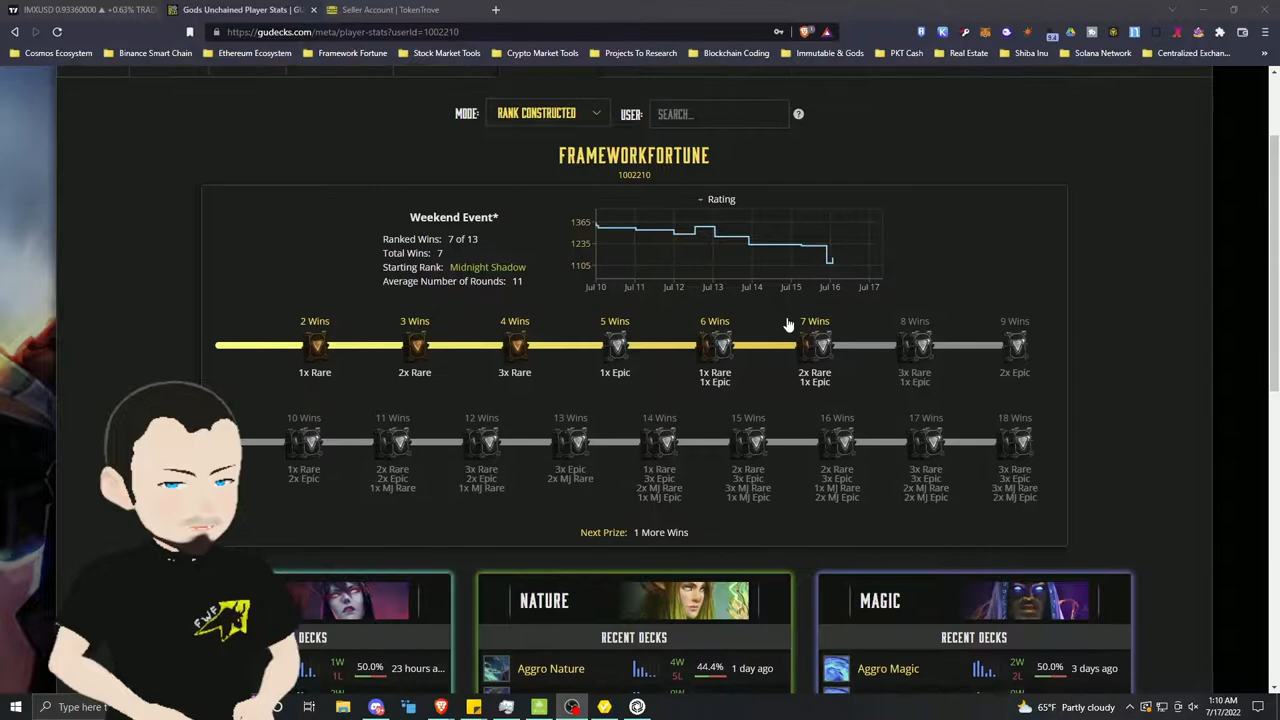 IMXUSD 0.93360000 ▲ +0.63% TRAD
Gods Unchained Player Stats | GU
Seller Account | TokenTrove
https://gudecks.com/meta/player-stats?userId=1002210
9.4
Cosmos Ecosystem
Binance Smart Chain
Ethereum Ecosystem
Framework Fortune
Stock Market Tools
Crypto Market Tools
Projects To Research
Blockchain Coding
Immutable & Gods
PKT Cash
Real Estate
Shiba Inu
Solana Network
Centralized Exchan...
MODE: RANK CONSTRUCTED USER: SEARCH... ?
FRAMEWORKFORTUNE
1002210
Weekend Event*
Ranked Wins: 7 of 13
Total Wins: 7
Starting Rank: Midnight Shadow
Average Number of Rounds: 11
Rating
1365
1235
1105
Jul 10 Jul 11 Jul 12 Jul 13 Jul 14 Jul 15 Jul 16 Jul 17
2 Wins 3 Wins 4 Wins 5 Wins 6 Wins 7 Wins 8 Wins 9 Wins
1x Rare 2x Rare 3x Rare 1x Epic 1x Rare 2x Rare 3x Rare 2x Epic
1x Epic 1x Epic 1x Epic
10 Wins 11 Wins 12 Wins 13 Wins 14 Wins 15 Wins 16 Wins 17 Wins 18 Wins
1x Rare 2x Rare 3x Rare 3x Epic 1x Rare 2x Rare 2x Rare 3x Rare 3x Rare
2x Epic 2x Epic 2x Epic 2x MJ Rare 3x Epic 3x Epic 3x Epic 3x Epic 3x Epic
1x MJ Rare 1x MJ Rare 2x MJ Rare 3x MJ Rare 1x MJ Rare 2x MJ Rare 3x MJ Rare
1x MJ Epic 1x MJ Epic 2x MJ Epic 2x MJ Epic 2x MJ Epic
Next Prize: 1 More Wins
NATURE
MAGIC
DECKS
RECENT DECKS
RECENT DECKS
1W
1L
50.0%
23 hours a...
Aggro Nature
4W
5L
44.4%
1 day ago
Aggro Magic
2W
2L
50.0%
3 days ago
FWF
Type here t
65°F Partly cloudy
1:10 AM
7/17/2022